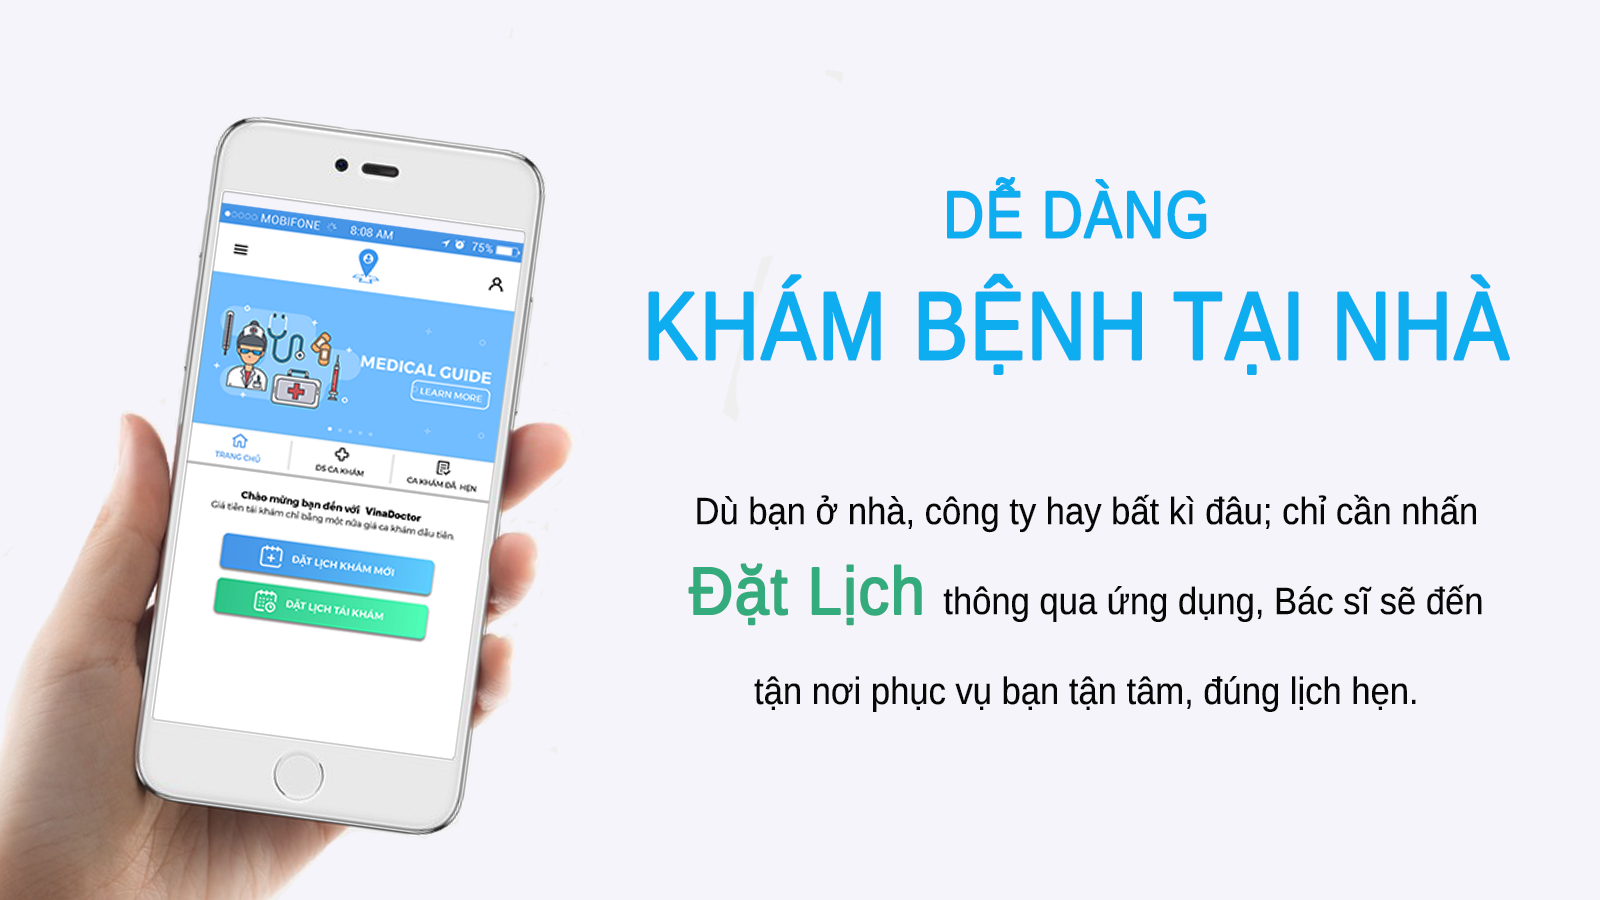 MOBIFONE 8:08 AM 75%
MEDICAL GUIDE
LEARN MORE
TRANG CHỦ
DS CA KHÁM
CA KHÁM ĐÃ HẸN
Chào mừng bạn đến với VinaDoctor
Giá tiền tái khám chỉ bằng một nửa giá ca khám đầu tiên.
ĐẶT LỊCH KHÁM MỚI
ĐẶT LỊCH TÁI KHÁM
DỄ DÀNG
KHÁM BỆNH TẠI NHÀ
Dù bạn ở nhà, công ty hay bất kì đâu; chỉ cần nhấn
Đặt Lịch thông qua ứng dụng, Bác sĩ sẽ đến
tận nơi phục vụ bạn tận tâm, đúng lịch hẹn.